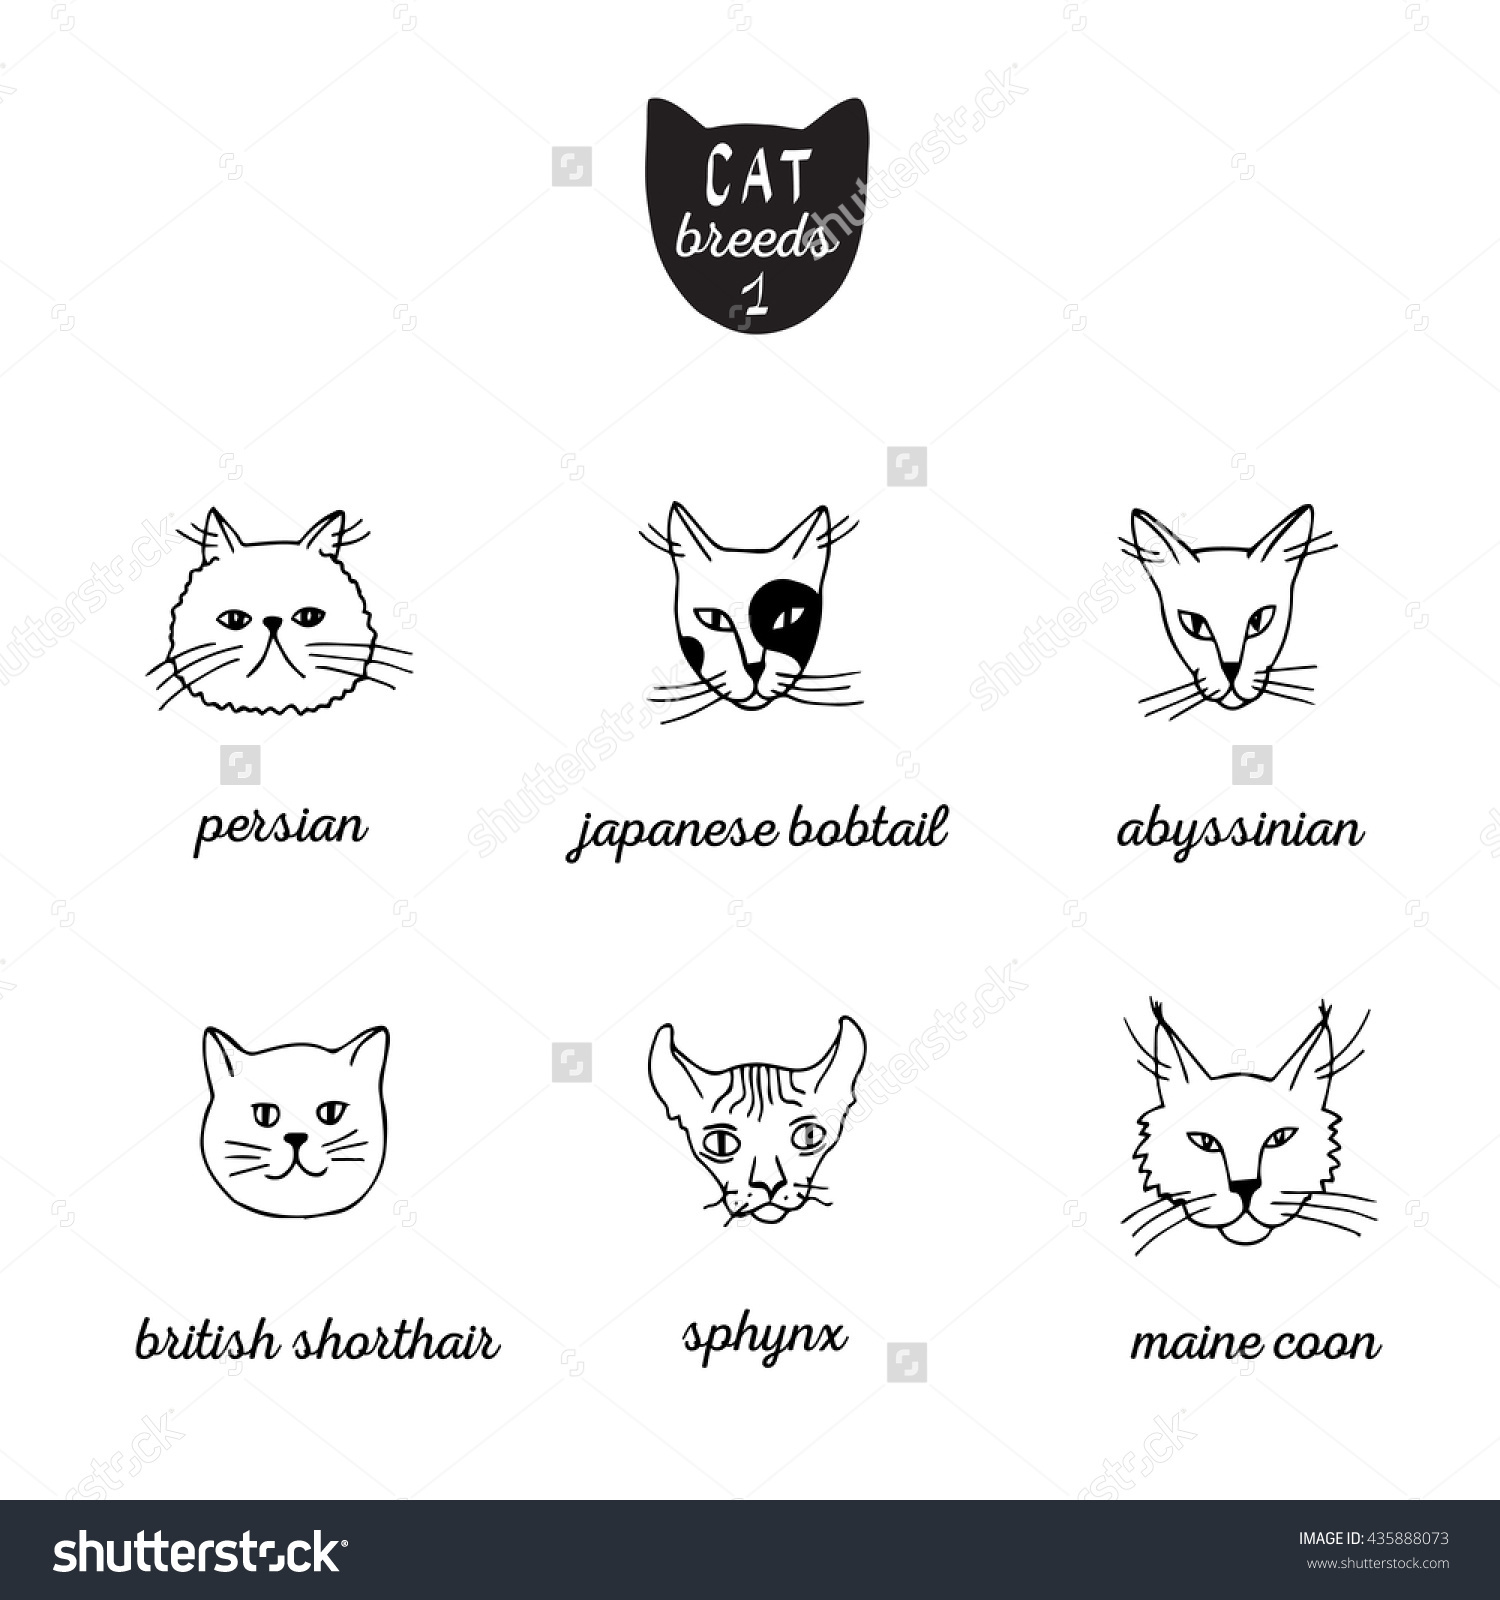 CAT
breeds
1
persian
japanese bobtail
abyssinian
british shorthair
sphynx
maine coon
shutterstock
IMAGE ID: 435888073
www.shutterstock.com